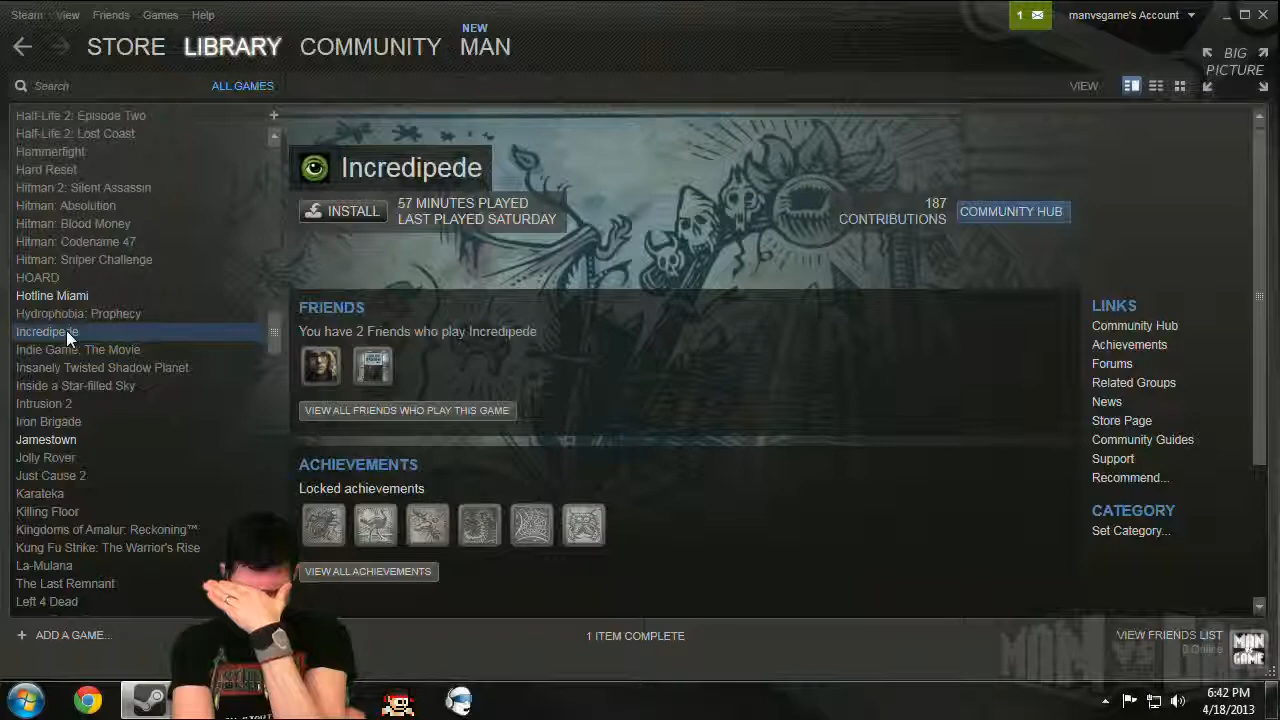 Steam View Friends Games Help
1
manvsgame's Account
STORE LIBRARY COMMUNITY
NEW
MAN
BIG
PICTURE
Search
ALL GAMES
VIEW
Half-Life 2: Episode Two
Half-Life 2: Lost Coast
Hammerfight
Hard Reset
Hitman 2: Silent Assassin
Hitman: Absolution
Hitman: Blood Money
Hitman: Codename 47
Hitman: Sniper Challenge
HOARD
Hotline Miami
Hydrophobia: Prophecy
Incredipede
Indie Game: The Movie
Insanely Twisted Shadow Planet
Inside a Star-filled Sky
Intrusion 2
Iron Brigade
Jamestown
Jolly Rover
Just Cause 2
Karateka
Killing Floor
Kingdoms of Amalur: Reckoning™
Kung Fu Strike: The Warrior's Rise
La-Mulana
The Last Remnant
Left 4 Dead
ADD A GAME...
Incredipede
INSTALL
57 MINUTES PLAYED
LAST PLAYED SATURDAY
187
CONTRIBUTIONS
COMMUNITY HUB
FRIENDS
You have 2 Friends who play Incredipede
VIEW ALL FRIENDS WHO PLAY THIS GAME
ACHIEVEMENTS
Locked achievements
VIEW ALL ACHIEVEMENTS
LINKS
Community Hub
Achievements
Forums
Related Groups
News
Store Page
Community Guides
Support
Recommend...
CATEGORY
Set Category...
1 ITEM COMPLETE
VIEW FRIENDS LIST
0 Online
MAN
vs
GAME
6:42 PM
4/18/2013